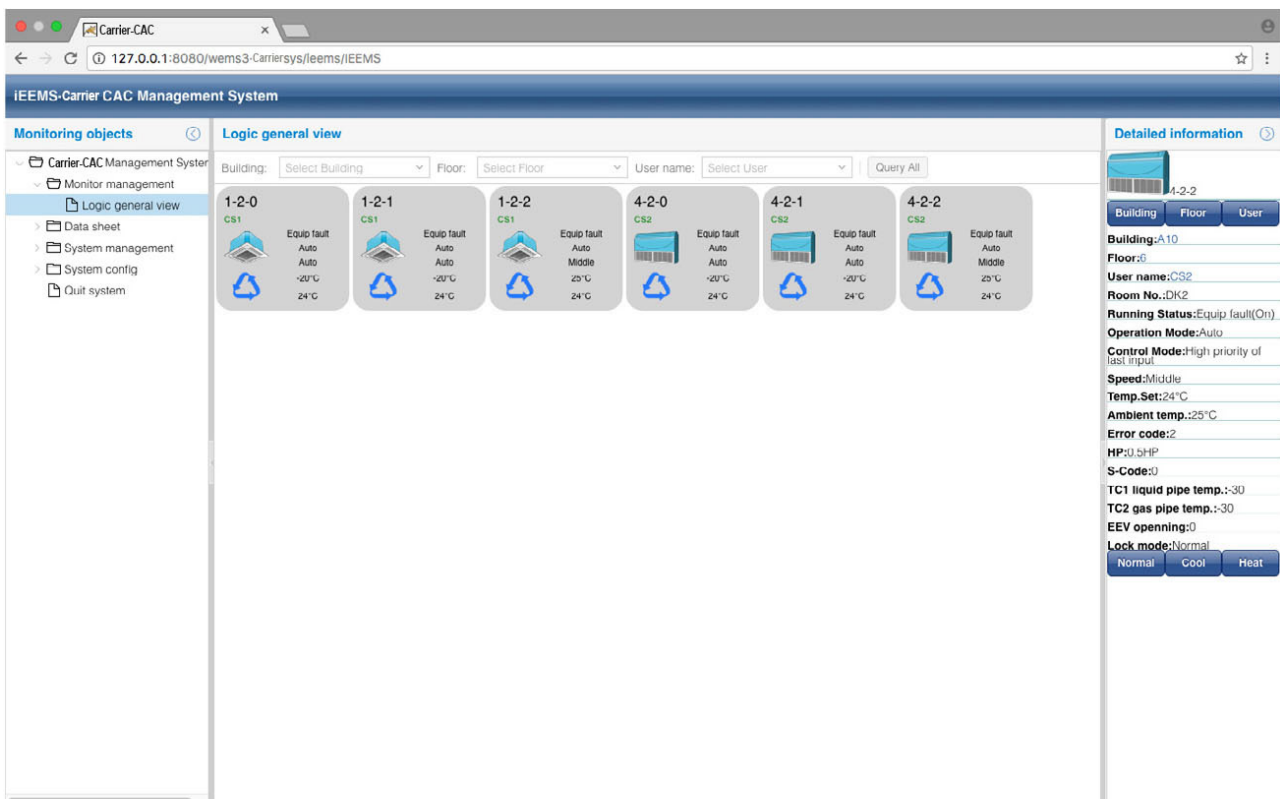 Carrier-CAC
127.0.0.1:8080/wems3-Carriersys/leems/IEEMS
iEEMS-Carrier CAC Management System
Monitoring objects
Carrier-CAC Management Syster
Monitor management
Logic general view
Data sheet
System management
System config
Quit system
Logic general view
Building: Select Building Floor: Select Floor User name: Select User Query All
1-2-0
CS1
Equip fault
Auto
Auto
-20°C
24°C
1-2-1
CS1
Equip fault
Auto
Auto
-20°C
24°C
1-2-2
CS1
Equip fault
Auto
Middle
25°C
24°C
4-2-0
CS2
Equip fault
Auto
Auto
-20°C
24°C
4-2-1
CS2
Equip fault
Auto
Auto
-20°C
24°C
4-2-2
CS2
Equip fault
Auto
Middle
25°C
24°C
Detailed information
4-2-2
Building Floor User
Building:A10
Floor:6
User name:CS2
Room No.:DK2
Running Status:Equip fault(On)
Operation Mode:Auto
Control Mode:High priority of
last input
Speed:Middle
Temp.Set:24°C
Ambient temp.:25°C
Error code:2
HP:0.5HP
S-Code:0
TC1 liquid pipe temp.:-30
TC2 gas pipe temp.:-30
EEV openning:0
Lock mode:Normal
Normal Cool Heat